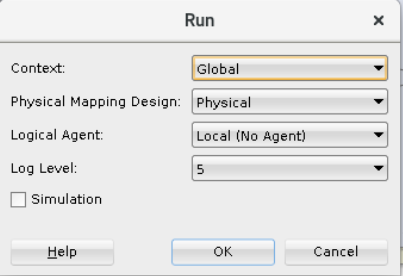 Run
Context: Global
Physical Mapping Design: Physical
Logical Agent: Local (No Agent)
Log Level: 5
Simulation
Help OK Cancel